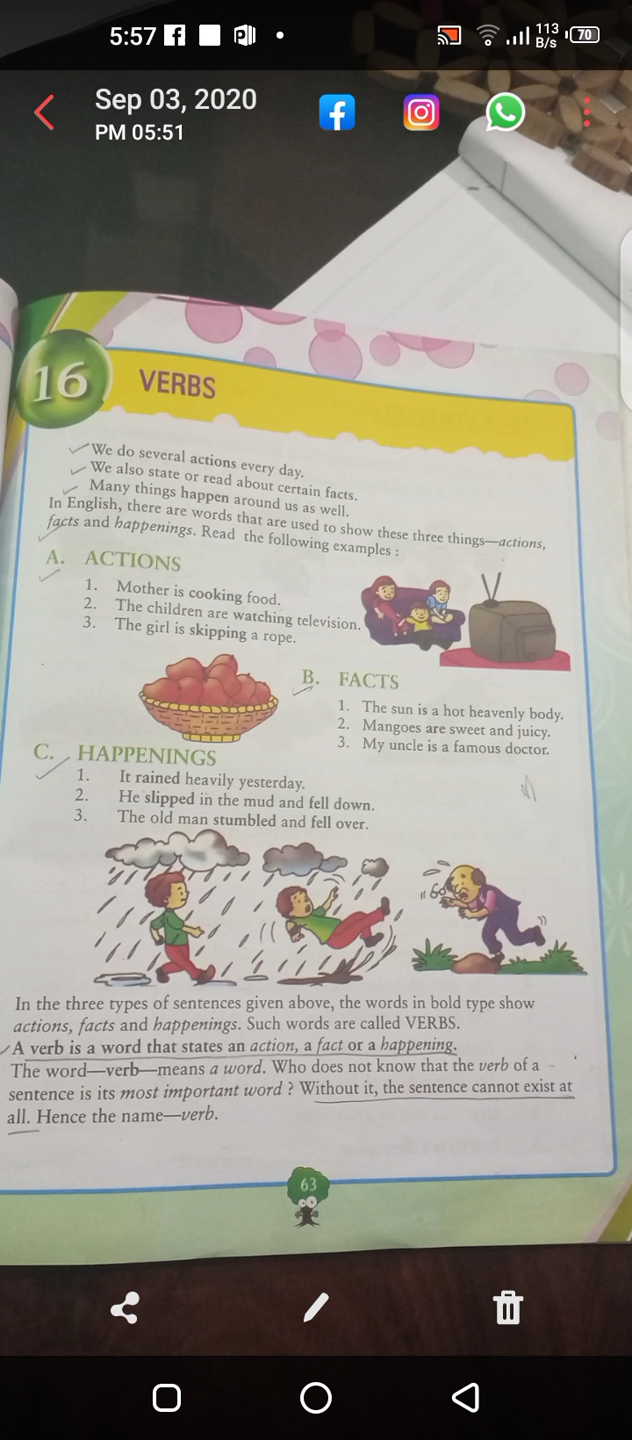 5:57
113
B/s
70
Sep 03, 2020
PM 05:51
16
VERBS
We do several actions every day.
We also state or read about certain facts.
Many things happen around us as well.
In English, there are words that are used to show these three things—actions,
facts and happenings. Read the following examples :
A. ACTIONS
1. Mother is cooking food.
2. The children are watching television.
3. The girl is skipping a rope.
B. FACTS
1. The sun is a hot heavenly body.
2. Mangoes are sweet and juicy.
3. My uncle is a famous doctor.
C. HAPPENINGS
1. It rained heavily yesterday.
2. He slipped in the mud and fell down.
3. The old man stumbled and fell over.
In the three types of sentences given above, the words in bold type show
actions, facts and happenings. Such words are called VERBS.
A verb is a word that states an action, a fact or a happening.
The word—verb—means a word. Who does not know that the verb of a
sentence is its most important word ? Without it, the sentence cannot exist at
all. Hence the name—verb.
63